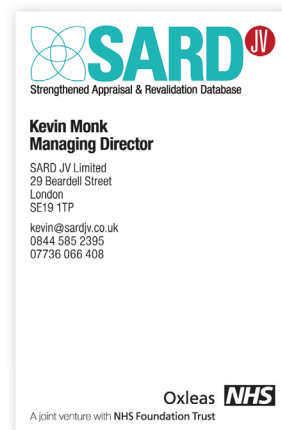 SARD JV
Strengthened Appraisal & Revalidation Database
Kevin Monk
Managing Director
SARD JV Limited
29 Beardell Street
London
SE19 1TP
kevin@sardjv.co.uk
0844 585 2395
07736 066 408
Oxleas NHS
A joint venture with NHS Foundation Trust